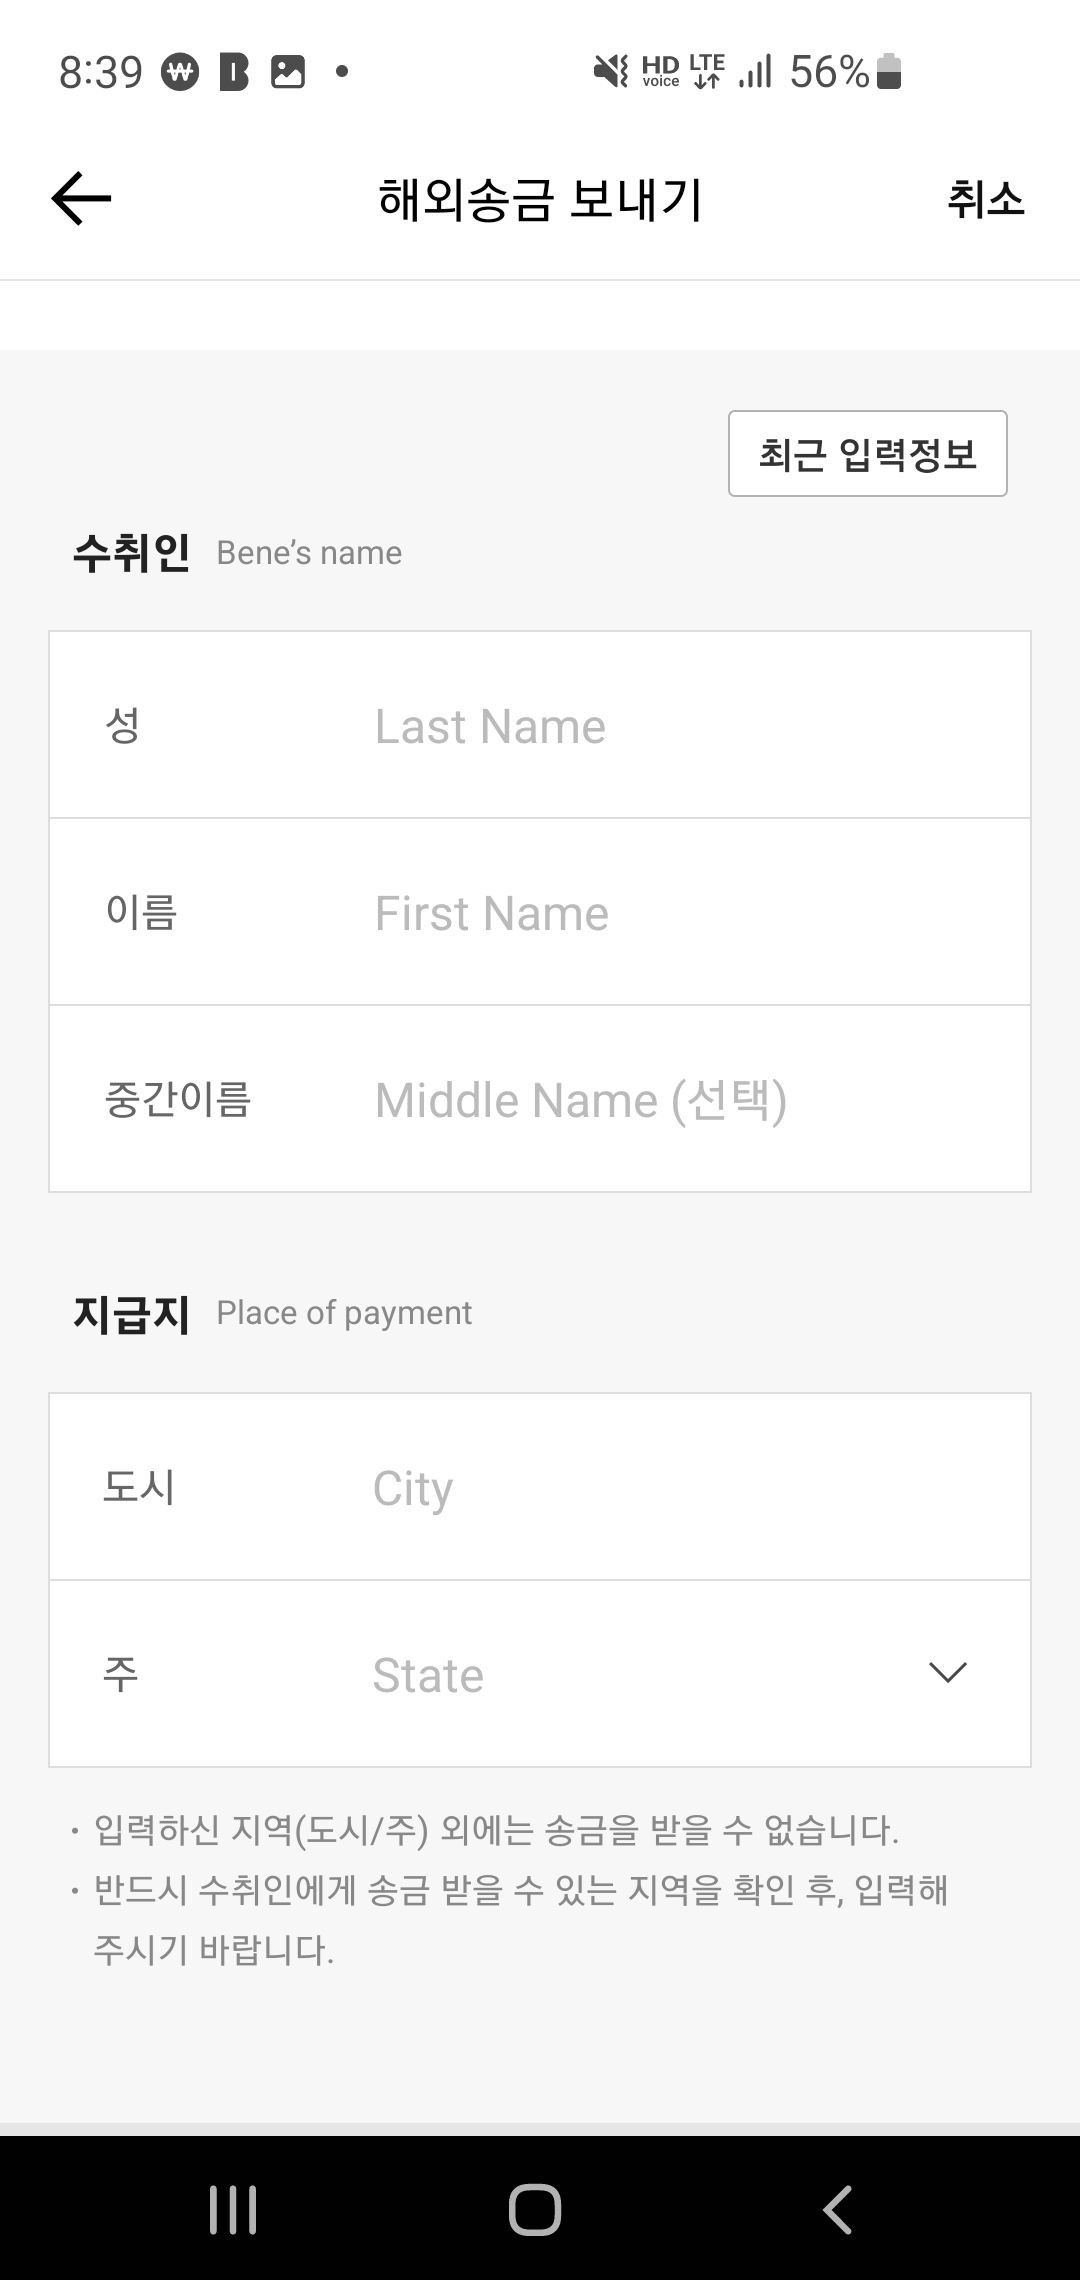 8:39
HD voice LTE 56%
해외송금 보내기 취소
최근 입력정보
수취인 Bene’s name
성 Last Name
이름 First Name
중간이름 Middle Name (선택)
지급지 Place of payment
도시 City
주 State
· 입력하신 지역(도시/주) 외에는 송금을 받을 수 없습니다.
· 반드시 수취인에게 송금 받을 수 있는 지역을 확인 후, 입력해
주시기 바랍니다.